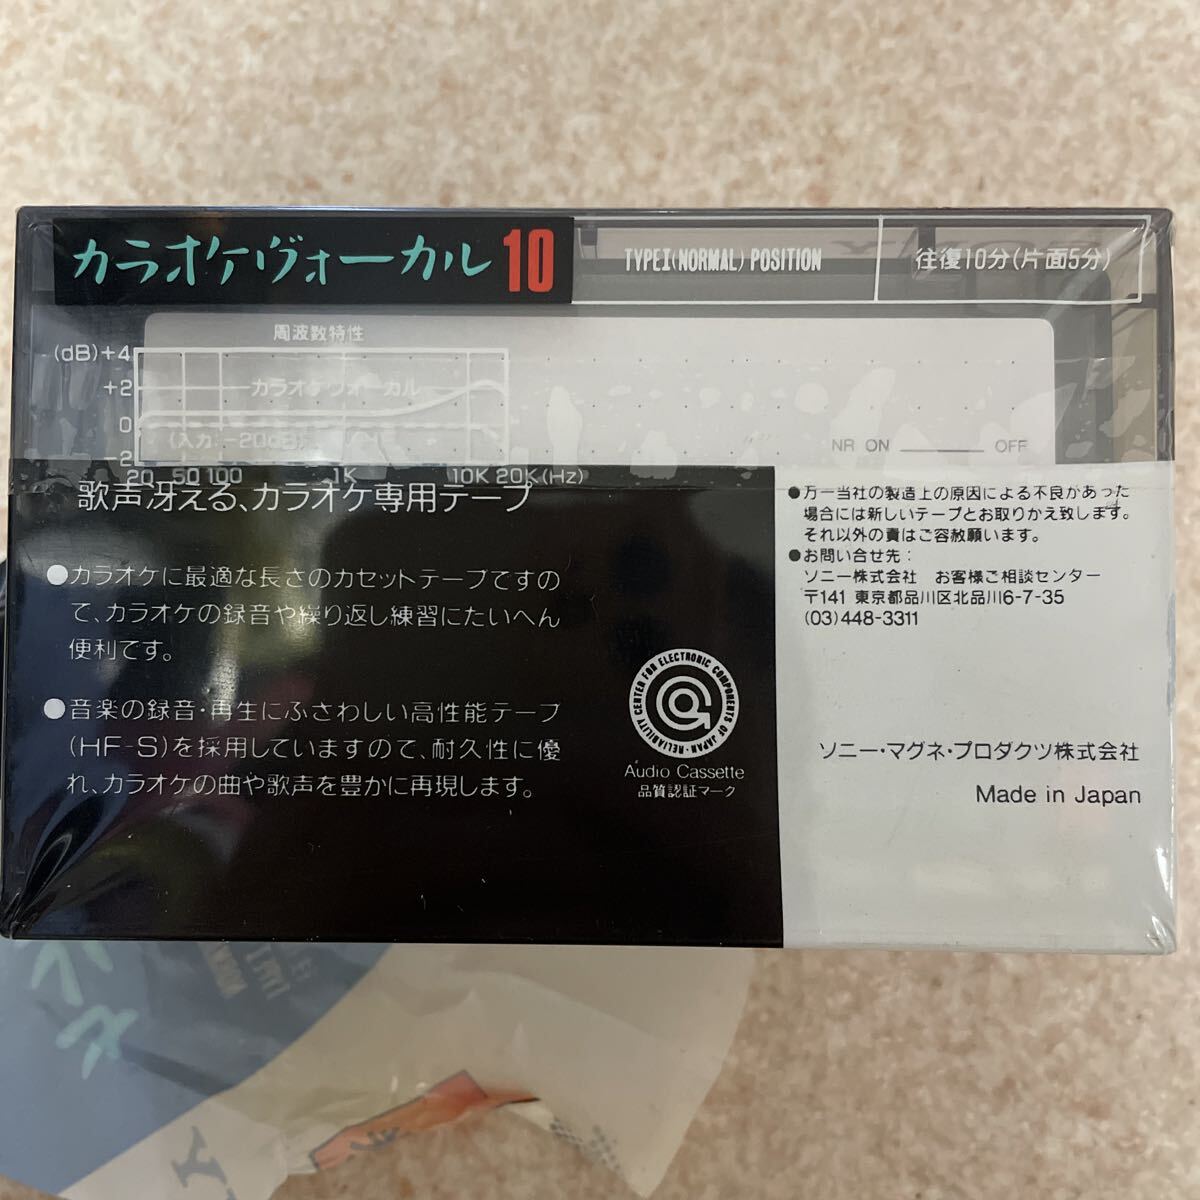 カラオケヴォーカル10
TYPEI(NORMAL) POSITION
往復10分(片面5分)
周波数特性
(dB)+4
+2
カラオケヴォーカル
0
(入力:-20dB)
-2
20 50 100 1K 10K 20K(Hz)
NR ON OFF
歌声冴える、カラオケ専用テープ
●カラオケに最適な長さのカセットテープですの
で、カラオケの録音や繰り返し練習にたいへん
便利です。
●音楽の録音・再生にふさわしい高性能テープ
(HF-S)を採用していますので、耐久性に優
れ、カラオケの曲や歌声を豊かに再現します。
RELIABILITY CENTER FOR ELECTRONIC COMPONENTS OF JAPAN
Audio Cassette
品質認証マーク
●万一当社の製造上の原因による不良があった
場合には新しいテープとお取りかえ致します。
それ以外の責はご容赦願います。
●お問い合せ先：
ソニー株式会社 お客様ご相談センター
〒141 東京都品川区北品川6-7-35
(03)448-3311
ソニー・マグネ・プロダクツ株式会社
Made in Japan